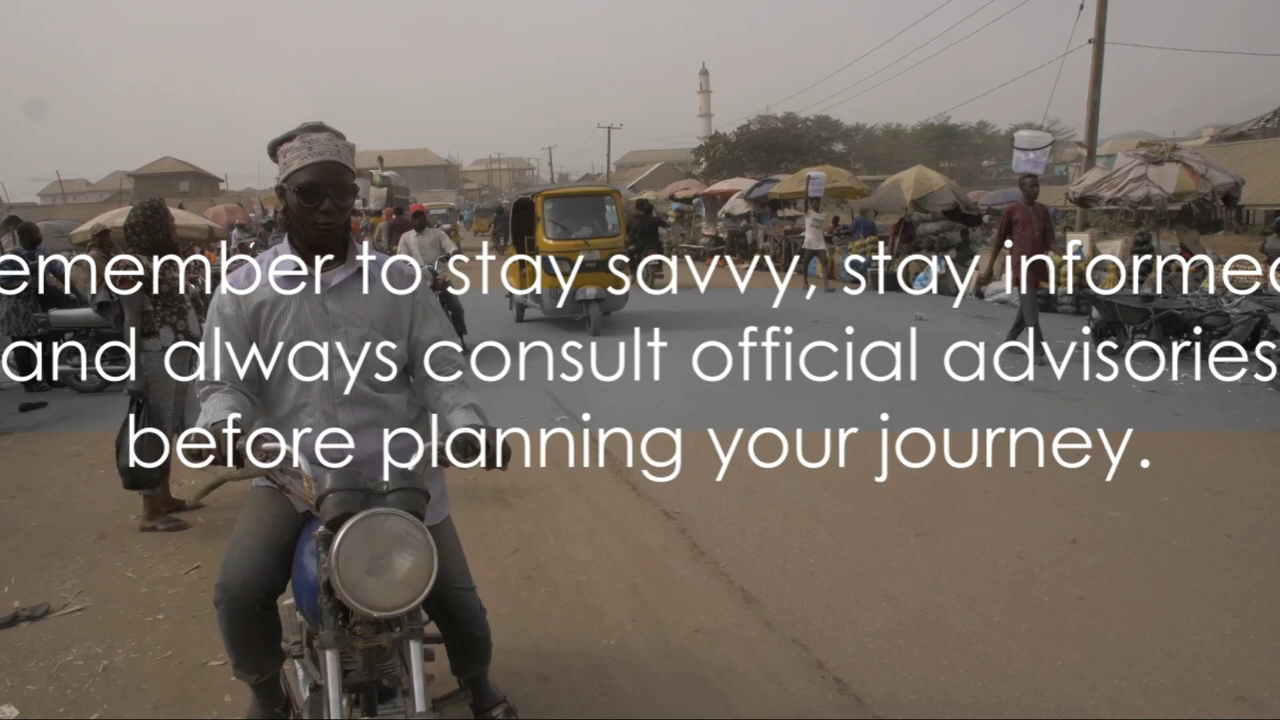 emember to stay savvy, stay informed
and always consult official advisories
before planning your journey.